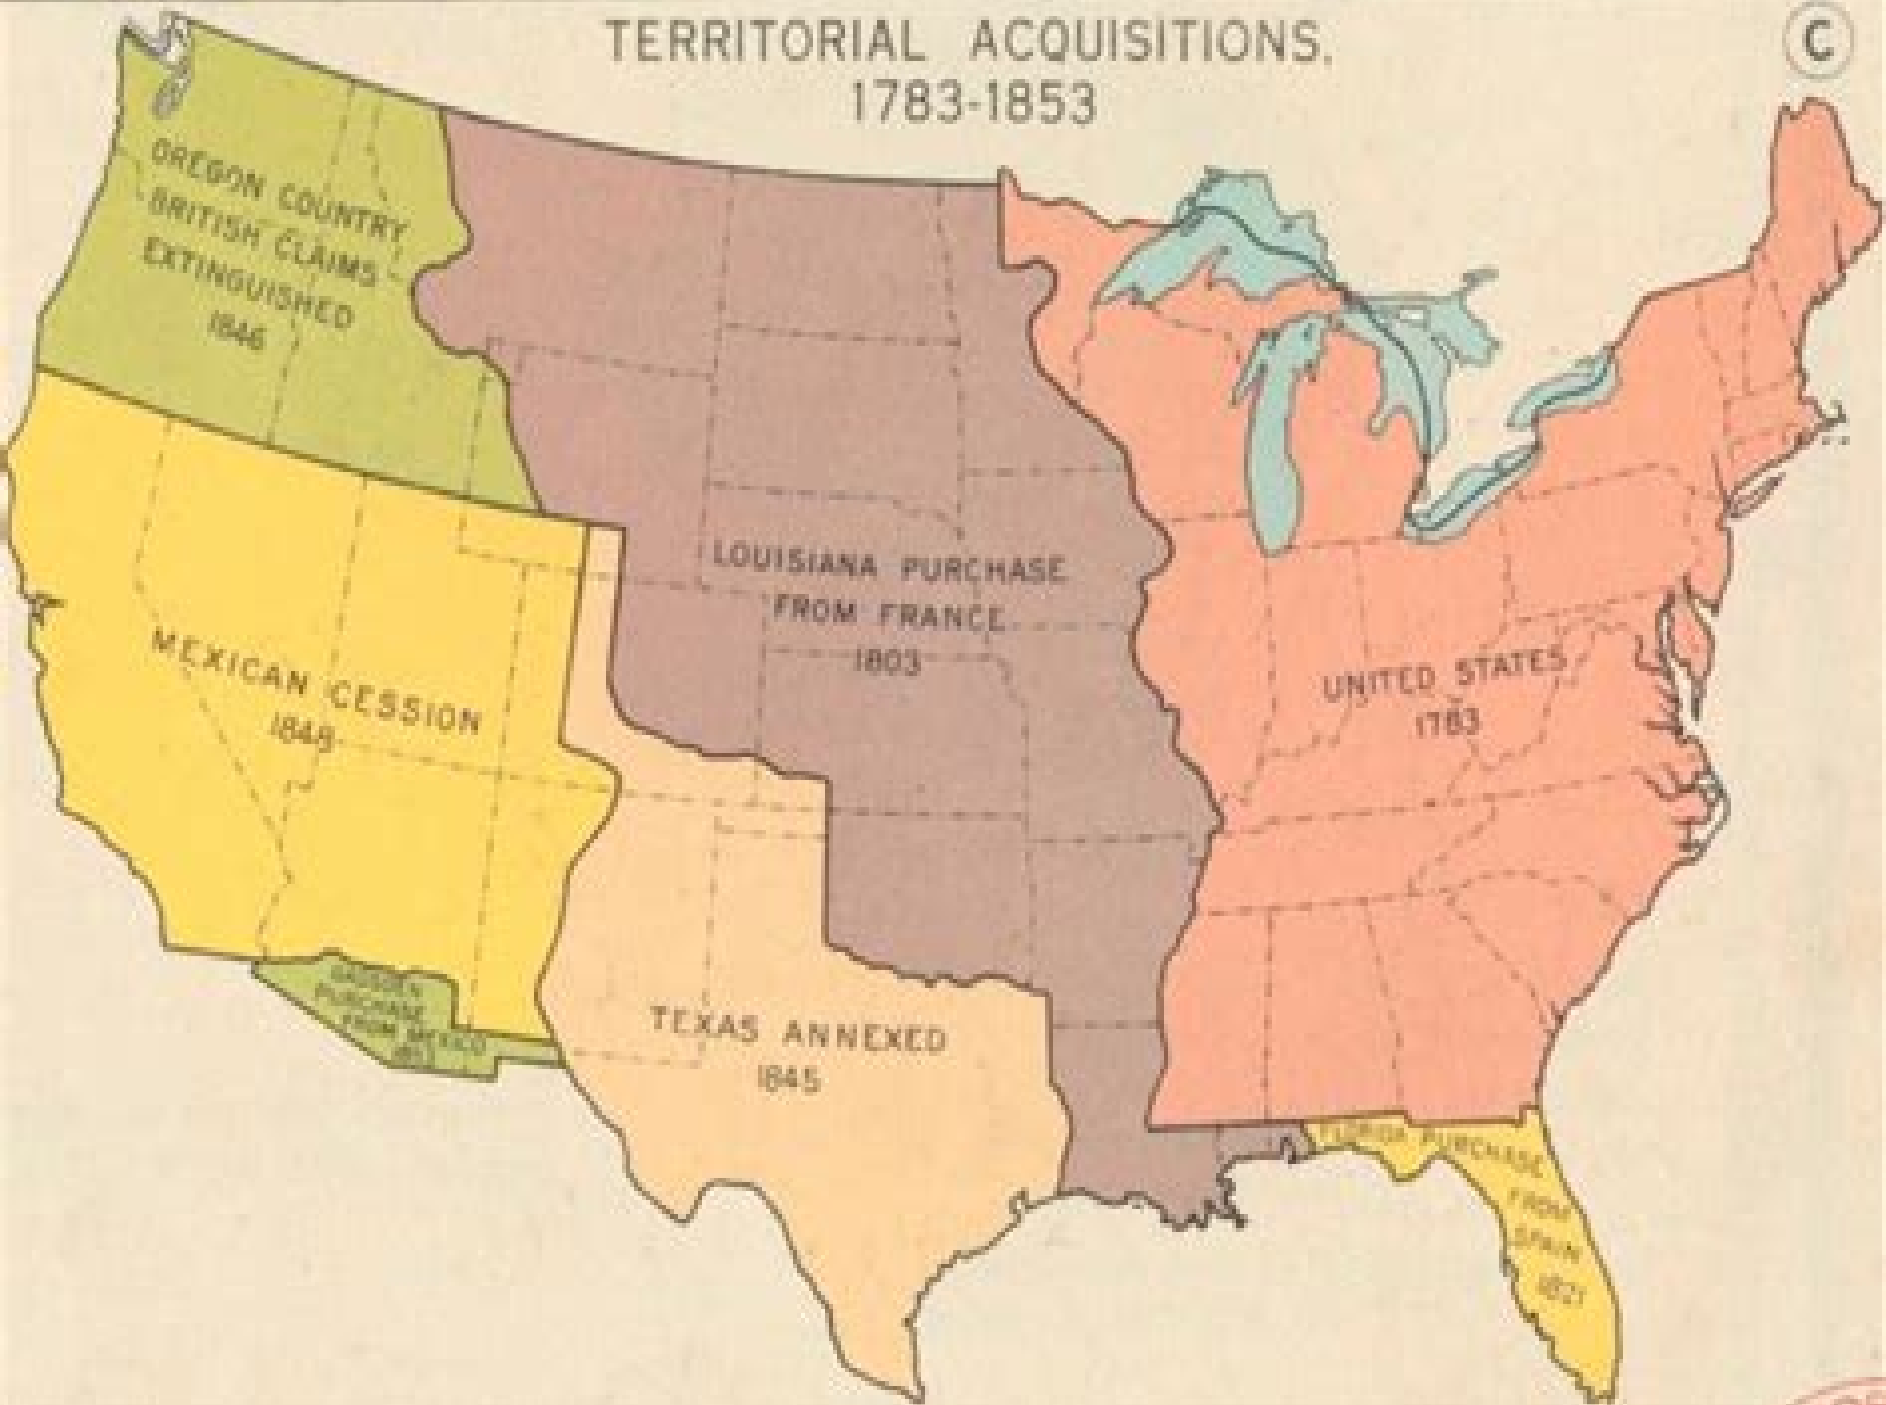 TERRITORIAL ACQUISITIONS,
1783-1853
C
OREGON COUNTRY
BRITISH CLAIMS
EXTINGUISHED
1846
LOUISIANA PURCHASE
FROM FRANCE
1803
MEXICAN CESSION
1848
UNITED STATES
1783
GADSDEN
PURCHASE
FROM MEXICO
1853
TEXAS ANNEXED
1845
FLORIDA PURCHASE
FROM
SPAIN
1821